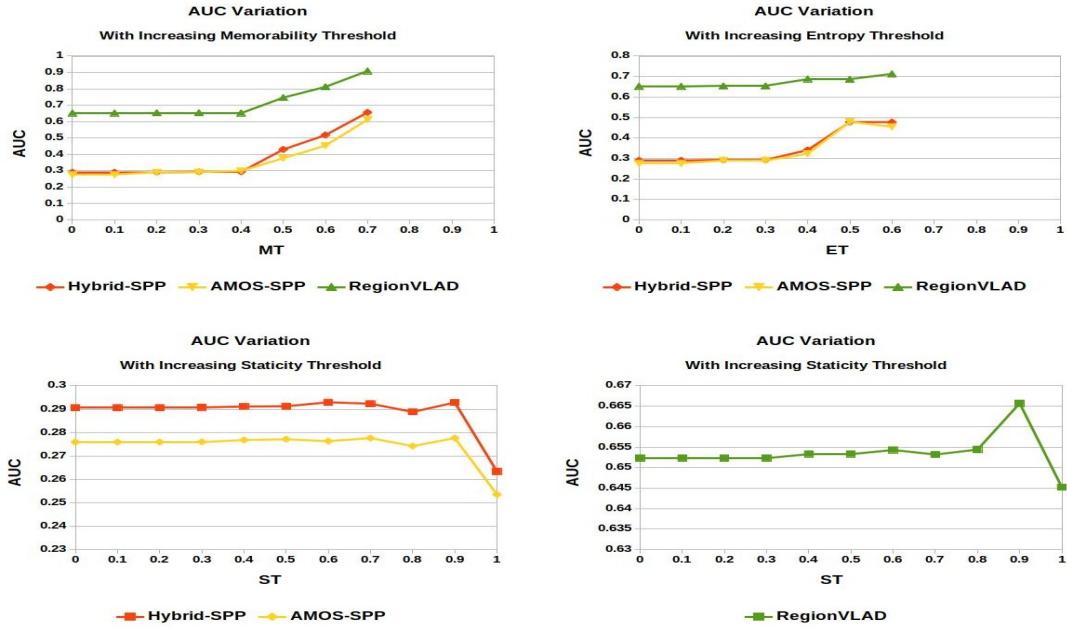 AUC Variation
With Increasing Memorability Threshold
1
0.9
0.8
0.7
0.6
0.5
0.4
0.3
0.2
0.1
0
AUC
0 0.1 0.2 0.3 0.4 0.5 0.6 0.7 0.8 0.9 1
MT
Hybrid-SPP AMOS-SPP RegionVLAD
AUC Variation
With Increasing Entropy Threshold
0.8
0.7
0.6
0.5
0.4
0.3
0.2
0.1
0
AUC
0 0.1 0.2 0.3 0.4 0.5 0.6 0.7 0.8 0.9 1
ET
Hybrid-SPP AMOS-SPP RegionVLAD
AUC Variation
With Increasing Staticity Threshold
0.3
0.29
0.28
0.27
0.26
0.25
0.24
0.23
AUC
0 0.1 0.2 0.3 0.4 0.5 0.6 0.7 0.8 0.9 1
ST
Hybrid-SPP AMOS-SPP
AUC Variation
With Increasing Staticity Threshold
0.67
0.665
0.66
0.655
0.65
0.645
0.64
0.635
0.63
AUC
0 0.1 0.2 0.3 0.4 0.5 0.6 0.7 0.8 0.9 1
ST
RegionVLAD